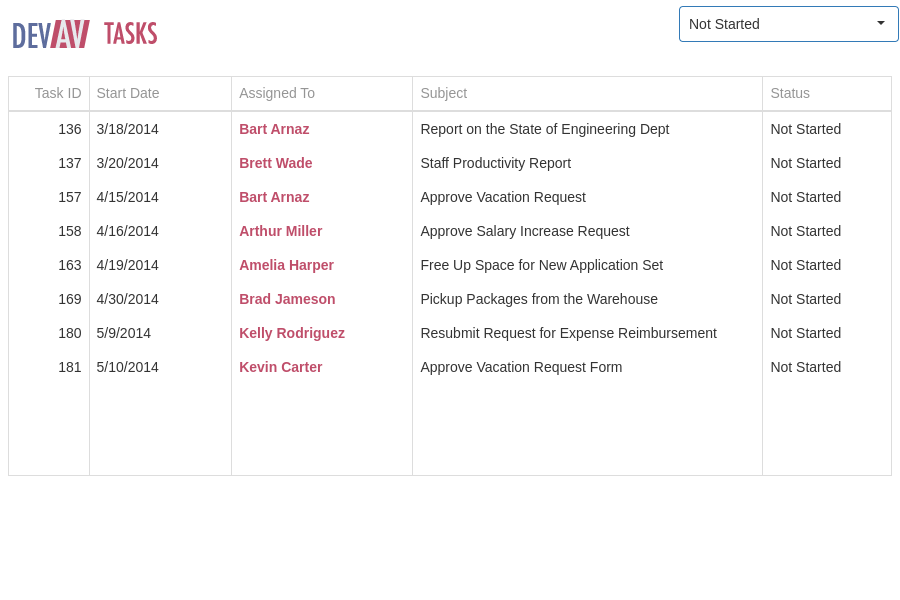 DEVAV TASKS
Not Started
Task ID Start Date Assigned To Subject Status
136 3/18/2014 Bart Arnaz Report on the State of Engineering Dept Not Started
137 3/20/2014 Brett Wade Staff Productivity Report Not Started
157 4/15/2014 Bart Arnaz Approve Vacation Request Not Started
158 4/16/2014 Arthur Miller Approve Salary Increase Request Not Started
163 4/19/2014 Amelia Harper Free Up Space for New Application Set Not Started
169 4/30/2014 Brad Jameson Pickup Packages from the Warehouse Not Started
180 5/9/2014 Kelly Rodriguez Resubmit Request for Expense Reimbursement Not Started
181 5/10/2014 Kevin Carter Approve Vacation Request Form Not Started